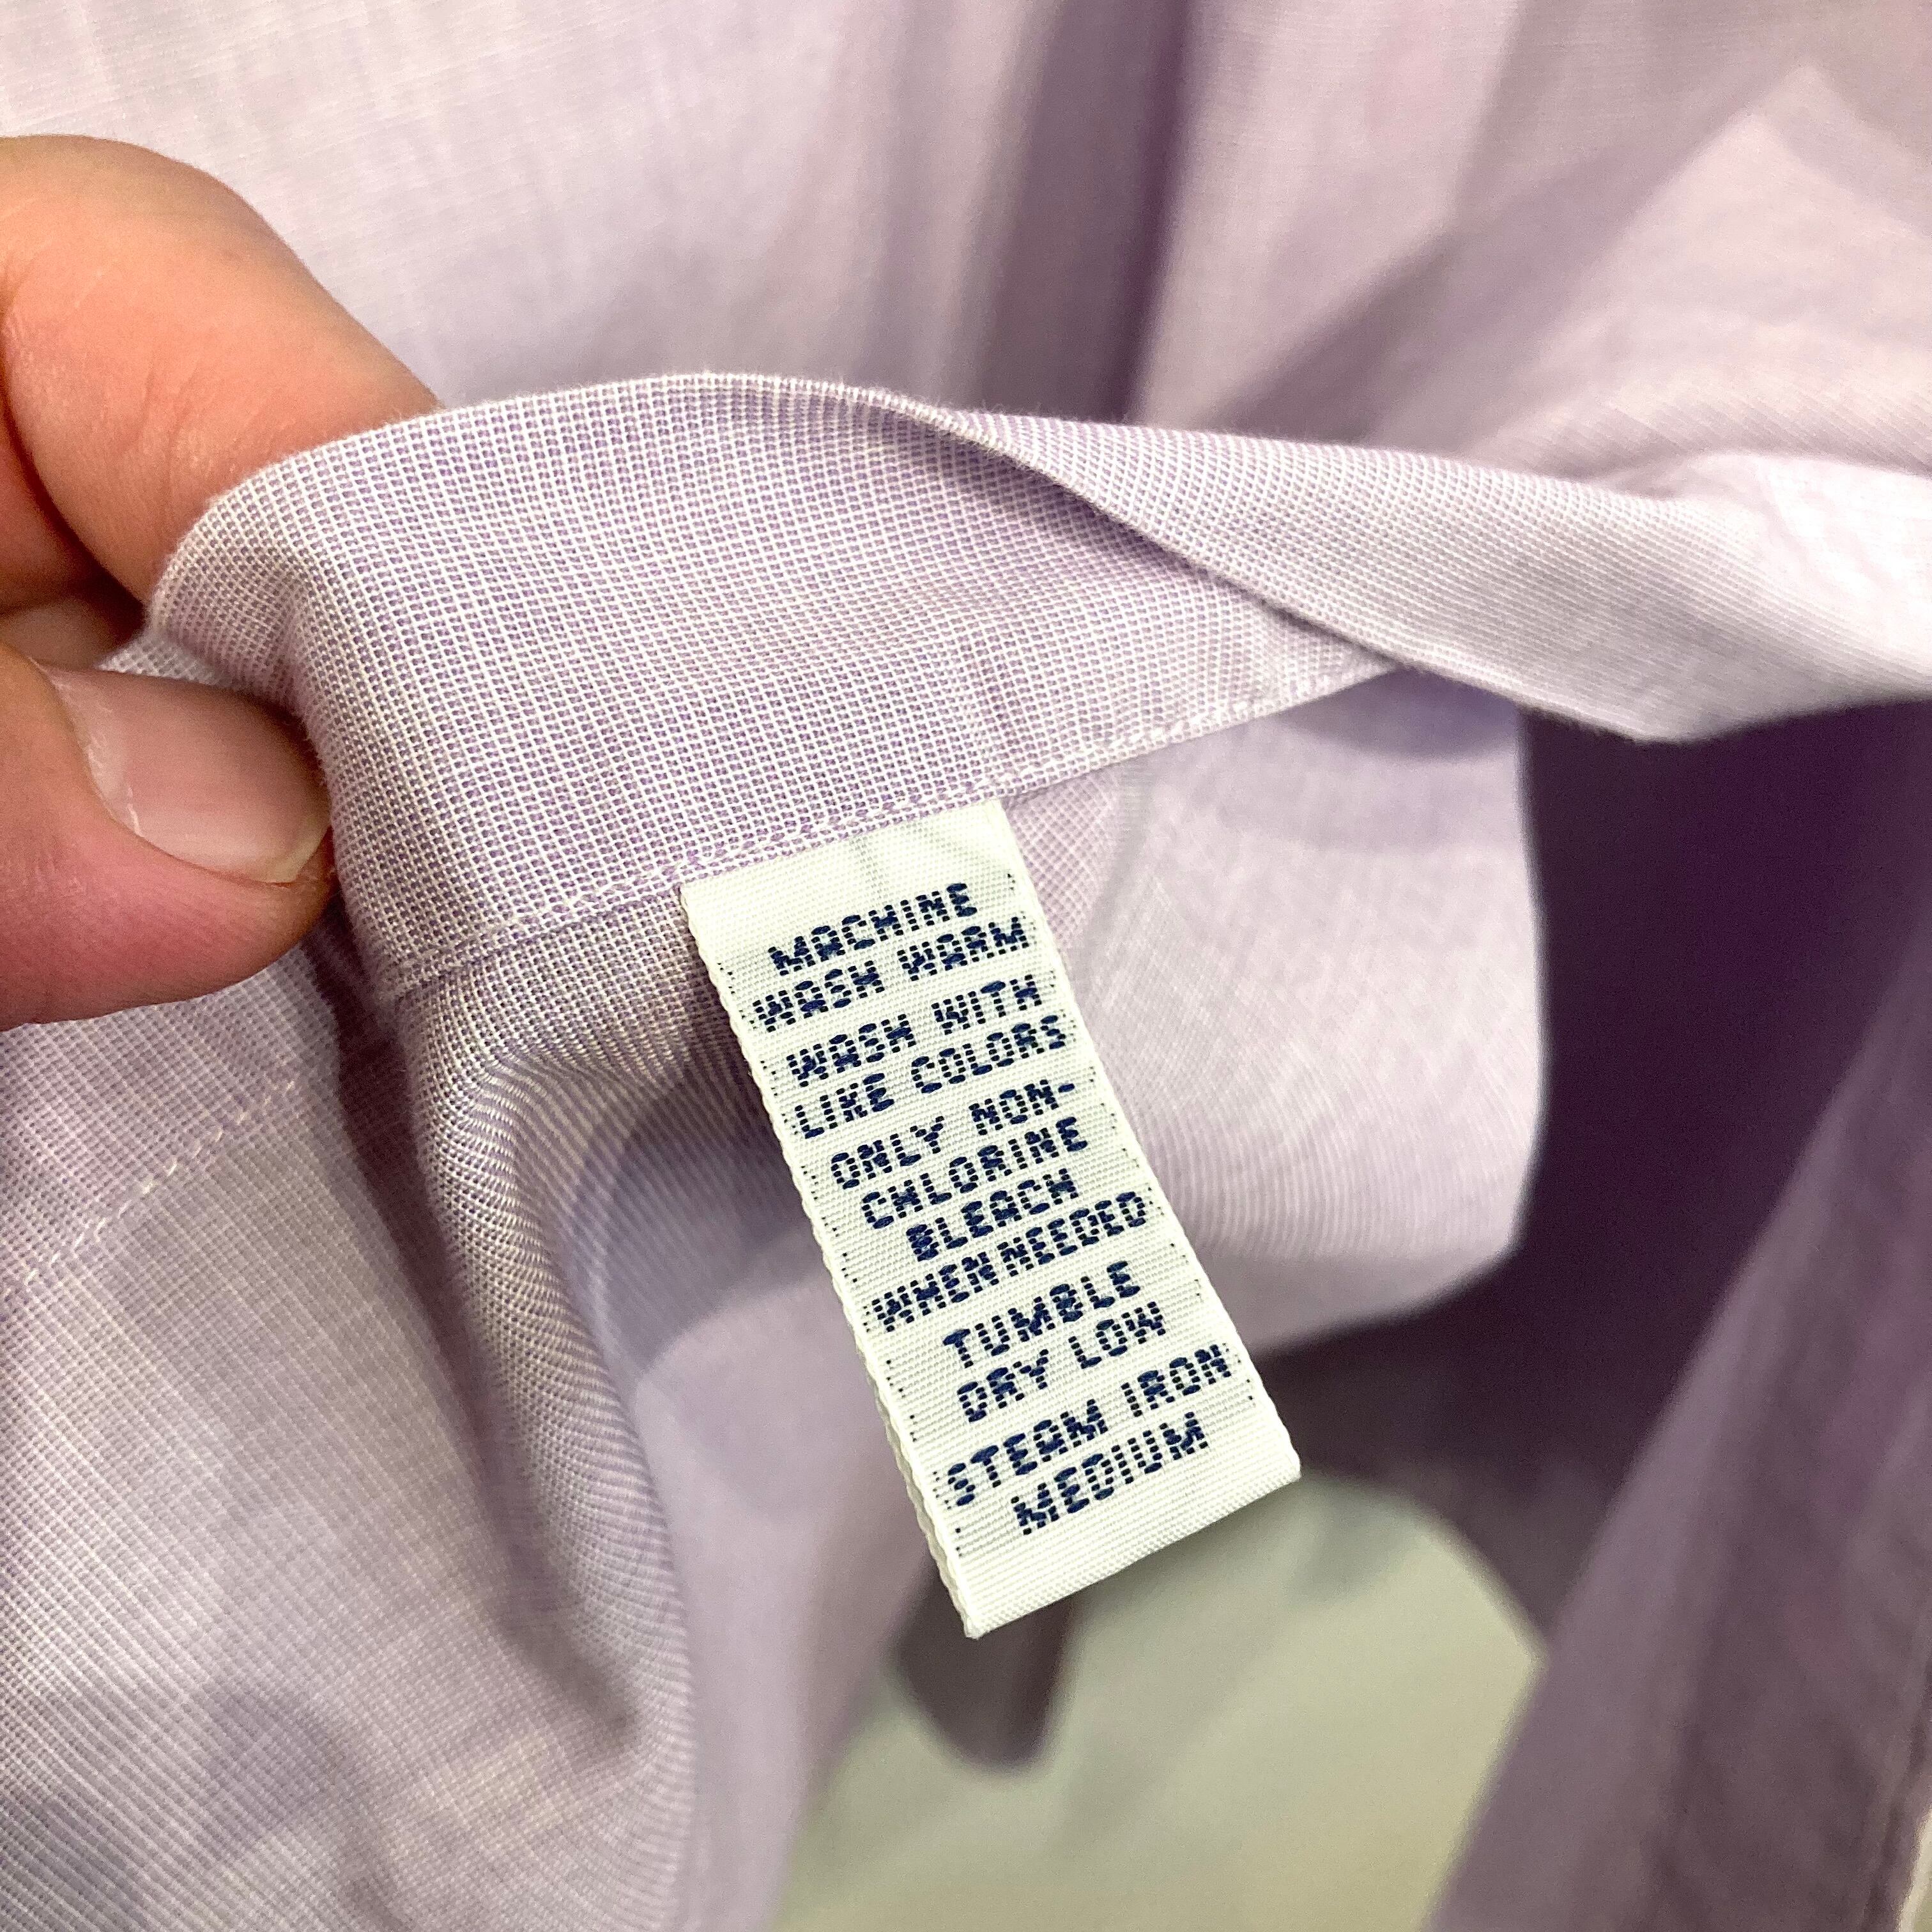 MACHINE
WASH WARM
WASH WITH
LIKE COLORS
ONLY NON-
CHLORINE
BLEACH
WHEN NEEDED
TUMBLE
DRY LOW
STEAM IRON
MEDIUM